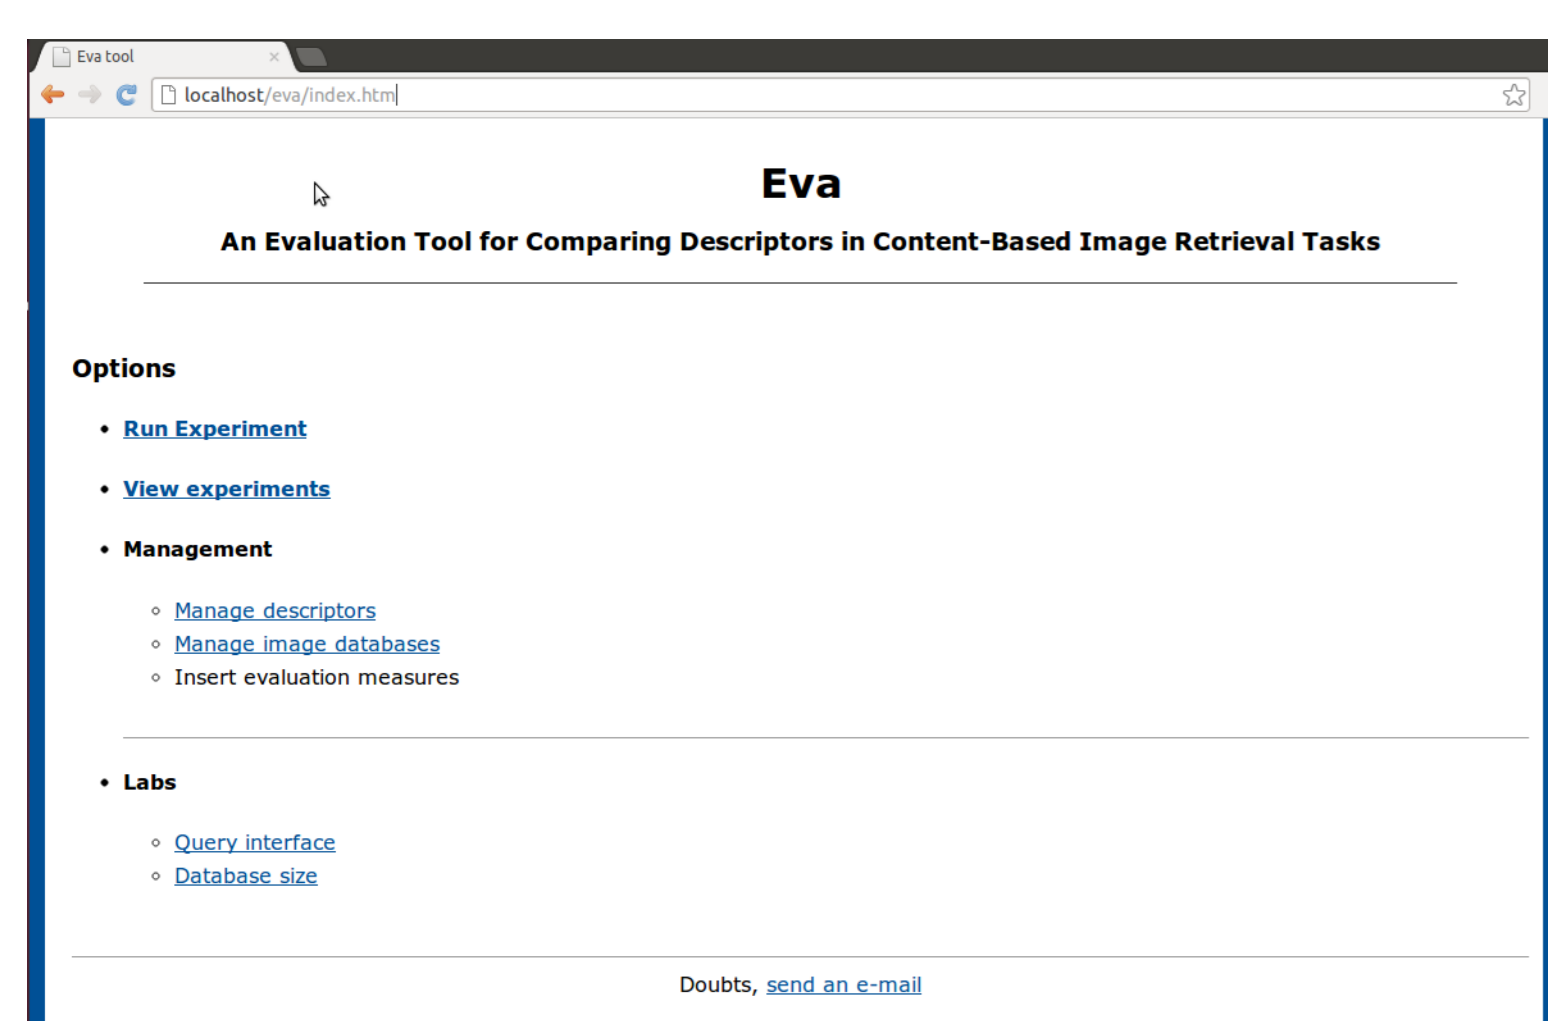 Eva tool
localhost/eva/index.htm
Eva
An Evaluation Tool for Comparing Descriptors in Content-Based Image Retrieval Tasks
Options
Run Experiment
View experiments
Management
Manage descriptors
Manage image databases
Insert evaluation measures
Labs
Query interface
Database size
Doubts, send an e-mail